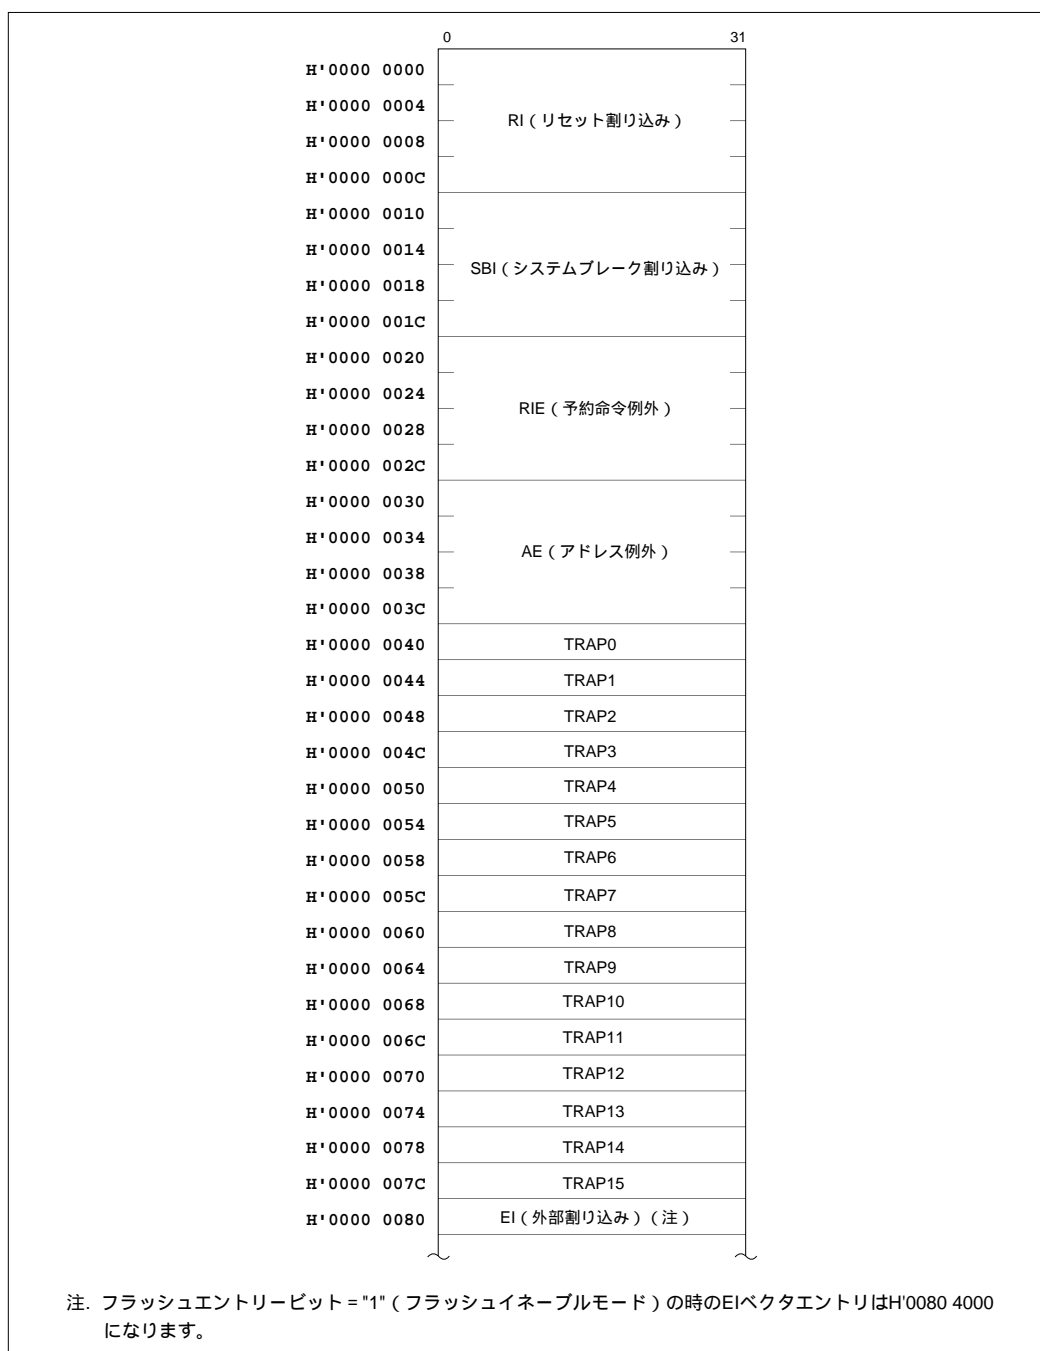 0 31
H'0000 0000
H'0000 0004
RI（リセット割り込み）
H'0000 0008
H'0000 000C
H'0000 0010
H'0000 0014
SBI（システムブレーク割り込み）
H'0000 0018
H'0000 001C
H'0000 0020
H'0000 0024
RIE（予約命令例外）
H'0000 0028
H'0000 002C
H'0000 0030
H'0000 0034
AE（アドレス例外）
H'0000 0038
H'0000 003C
H'0000 0040 TRAP0
H'0000 0044 TRAP1
H'0000 0048 TRAP2
H'0000 004C TRAP3
H'0000 0050 TRAP4
H'0000 0054 TRAP5
H'0000 0058 TRAP6
H'0000 005C TRAP7
H'0000 0060 TRAP8
H'0000 0064 TRAP9
H'0000 0068 TRAP10
H'0000 006C TRAP11
H'0000 0070 TRAP12
H'0000 0074 TRAP13
H'0000 0078 TRAP14
H'0000 007C TRAP15
H'0000 0080 EI（外部割り込み）（注）
注. フラッシュエントリービット = "1"（フラッシュイネーブルモード）の時のEIベクタエントリはH'0080 4000
になります。